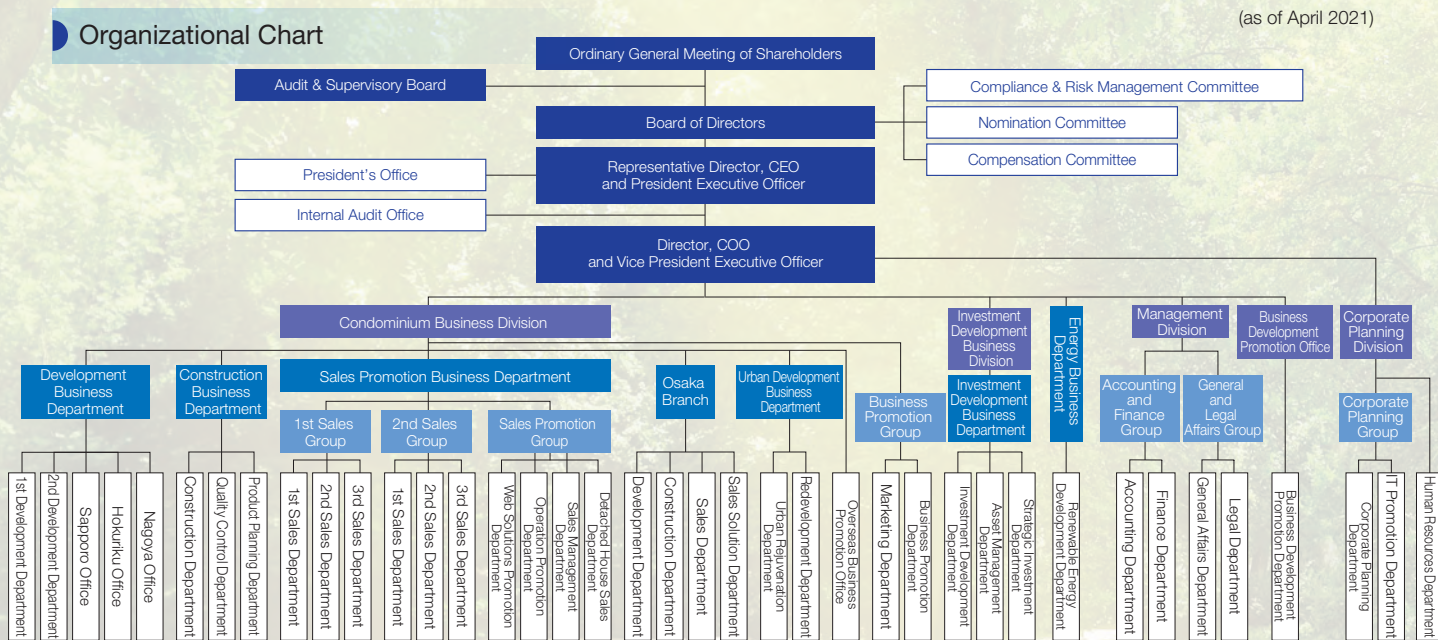 (as of April 2021)
Organizational Chart
Ordinary General Meeting of Shareholders
Audit & Supervisory Board
Compliance & Risk Management Committee
Board of Directors
Nomination Committee
Compensation Committee
President's Office
Representative Director, CEO
and President Executive Officer
Internal Audit Office
Director, COO
and Vice President Executive Officer
Condominium Business Division
Investment
Development
Business
Division
Energy Business
Department
Management
Division
Business
Development
Promotion Office
Corporate
Planning
Division
Development
Business
Department
Construction
Business
Department
Sales Promotion Business Department
Osaka
Branch
Urban Development
Business
Department
Business
Promotion
Group
Investment
Development
Business
Department
Accounting
and
Finance
Group
General
and
Legal
Affairs Group
Corporate
Planning
Group
1st Sales
Group
2nd Sales
Group
Sales Promotion
Group
1st Development Department
2nd Development Department
Sapporo Office
Hokuriku Office
Nagoya Office
Construction Department
Quality Control Department
Product Planning Department
1st Sales Department
2nd Sales Department
3rd Sales Department
1st Sales Department
2nd Sales Department
3rd Sales Department
Web Solutions Promotion
Department
Operation Promotion
Department
Sales Management
Department
Detached House Sales
Department
Development Department
Construction Department
Sales Department
Sales Solution Department
Urban Rejuvenation
Department
Redevelopment Department
Overseas Business
Promotion Office
Marketing Department
Business Promotion
Department
Investment Development
Department
Asset Management
Department
Strategic Investment
Department
Renewable Energy
Development Department
Accounting Department
Finance Department
General Affairs Department
Legal Department
Business Development
Promotion Department
Corporate Planning
Department
IT Promotion Department
Human Resources Department